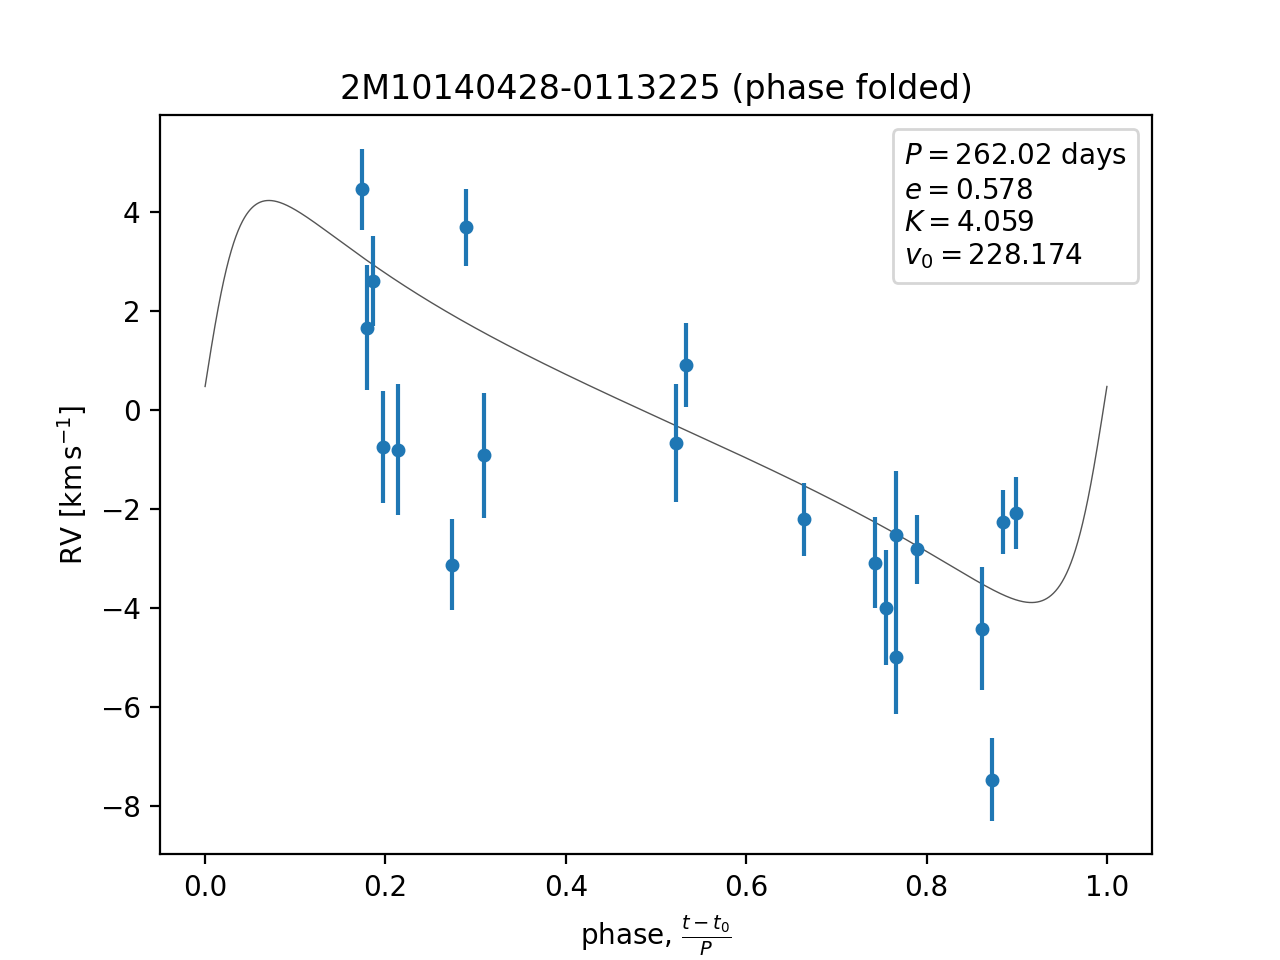 2M10140428-0113225 (phase folded)
P = 262.02 days
e = 0.578
K = 4.059
v₀ = 228.174
RV [km s⁻¹]
4
2
0
−2
−4
−6
−8
0.0 0.2 0.4 0.6 0.8 1.0
phase, (t − t₀)/P